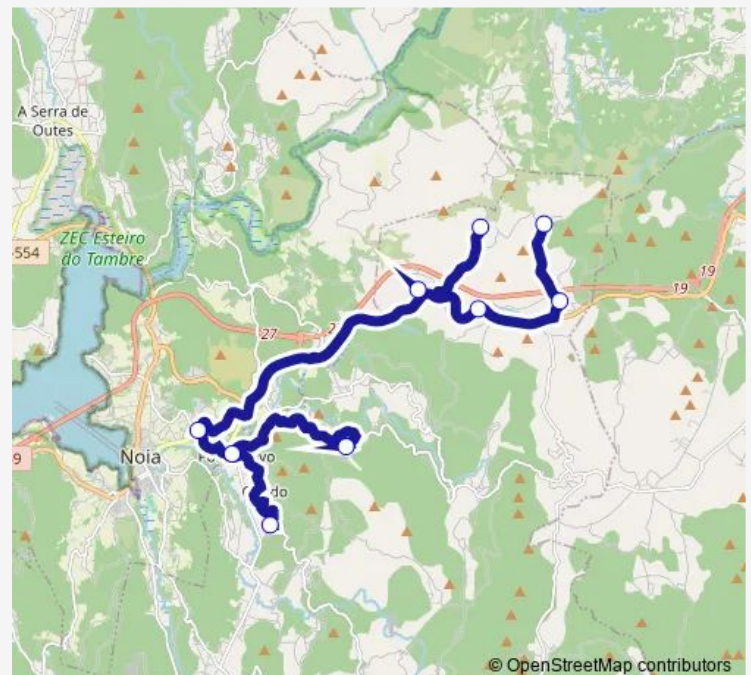 A Serra de
Outes
ZEC Esteiro
do Tambre
-554
19
19
27
9
Noia
© OpenStreetMap contributors